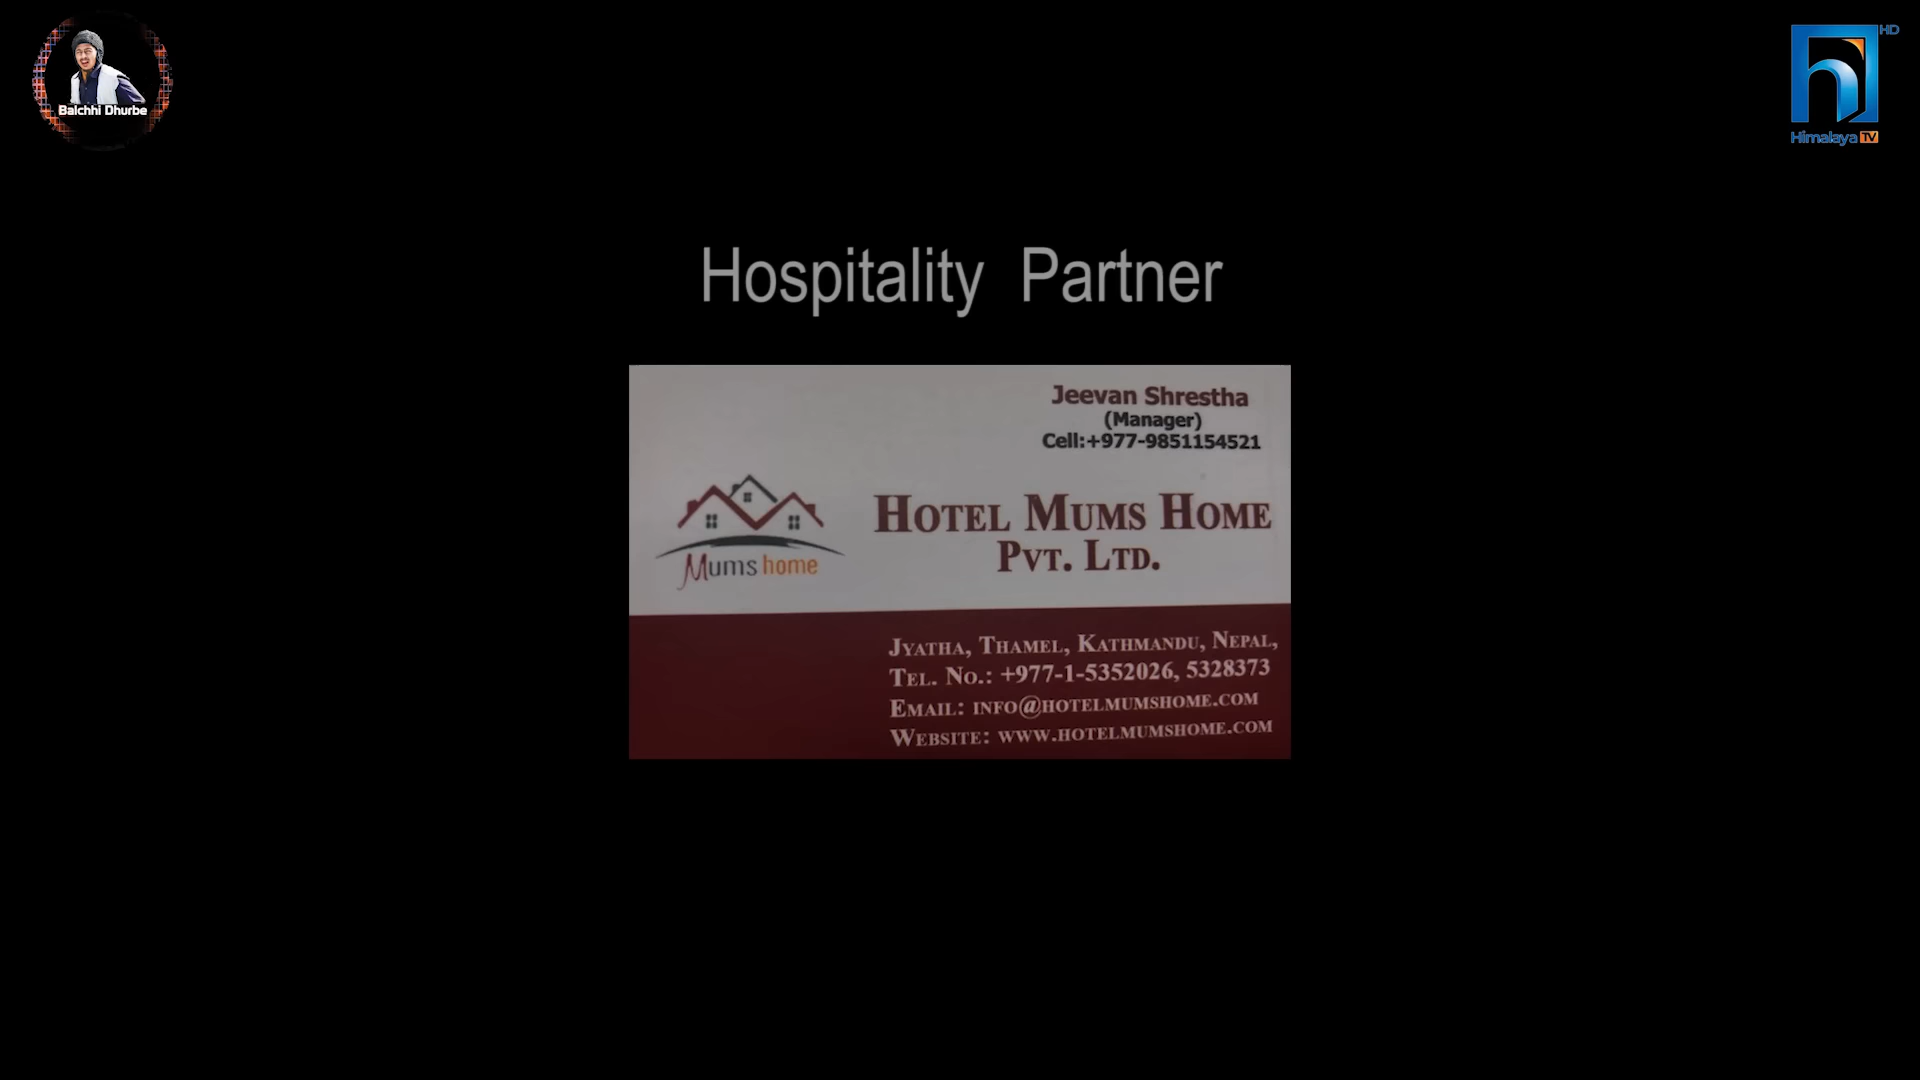 Balchhi Dhurbe
HD
Himalaya TV
Hospitality Partner
Jeevan Shrestha
(Manager)
Cell:+977-9851154521
HOTEL MUMS HOME
PVT. LTD.
Mums home
JYATHA, THAMEL, KATHMANDU, NEPAL,
TEL. NO.: +977-1-5352026, 5328373
EMAIL: INFO@HOTELMUMSHOME.COM
WEBSITE: WWW.HOTELMUMSHOME.COM